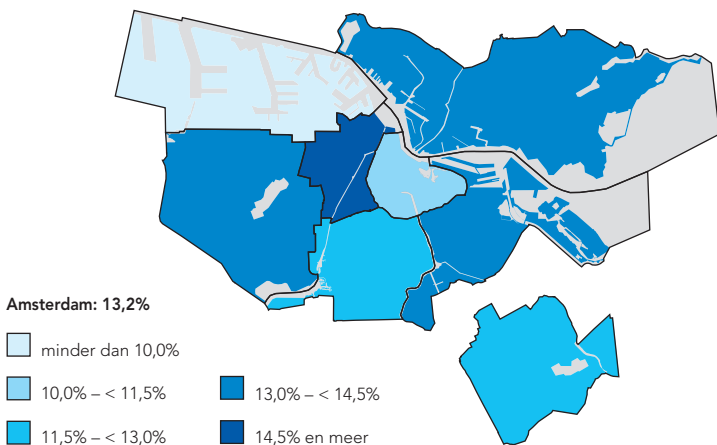 Amsterdam: 13,2%
minder dan 10,0%
10,0% – < 11,5%
11,5% – < 13,0%
13,0% – < 14,5%
14,5% en meer